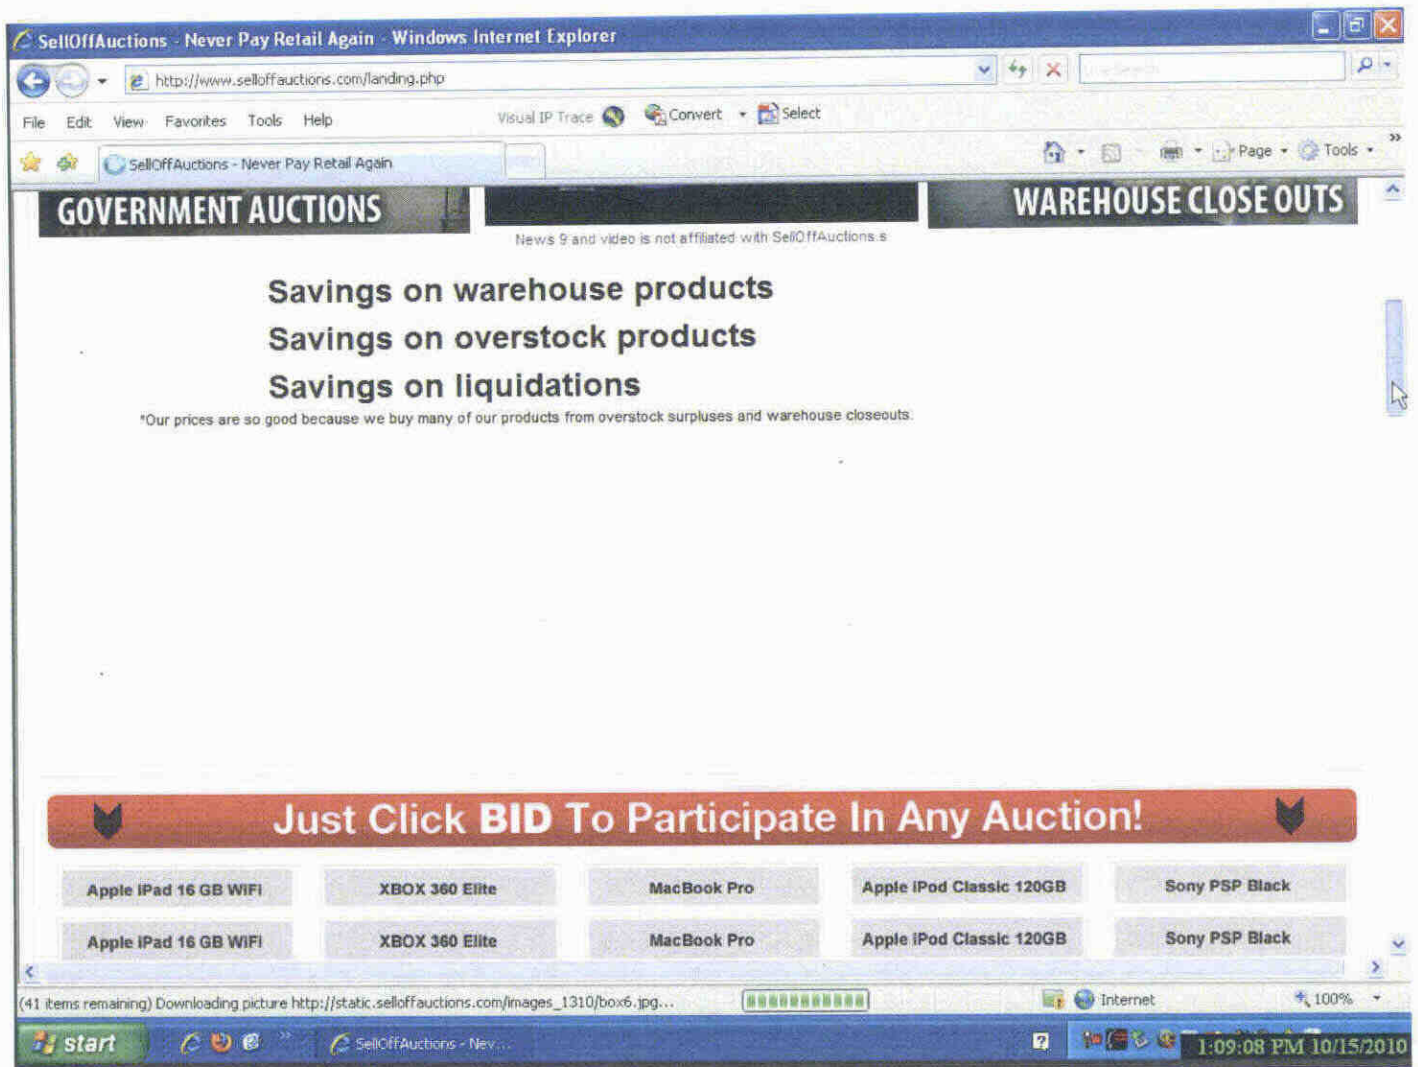 SellOffAuctions - Never Pay Retail Again - Windows Internet Explorer
http://www.selloffauctions.com/landing.php
File Edit View Favorites Tools Help
Visual IP Trace Convert Select
SellOffAuctions - Never Pay Retail Again
Page Tools
GOVERNMENT AUCTIONS
WAREHOUSE CLOSE OUTS
News 9 and video is not affiliated with SellOffAuctions.s
Savings on warehouse products
Savings on overstock products
Savings on liquidations
*Our prices are so good because we buy many of our products from overstock surpluses and warehouse closeouts.
Just Click BID To Participate In Any Auction!
Apple iPad 16 GB WiFi XBOX 360 Elite MacBook Pro Apple iPod Classic 120GB Sony PSP Black
Apple iPad 16 GB WiFi XBOX 360 Elite MacBook Pro Apple iPod Classic 120GB Sony PSP Black
(41 items remaining) Downloading picture http://static.selloffauctions.com/images_1310/box6.jpg...
Internet 100%
start SellOffAuctions - Nev...
1:09:08 PM 10/15/2010